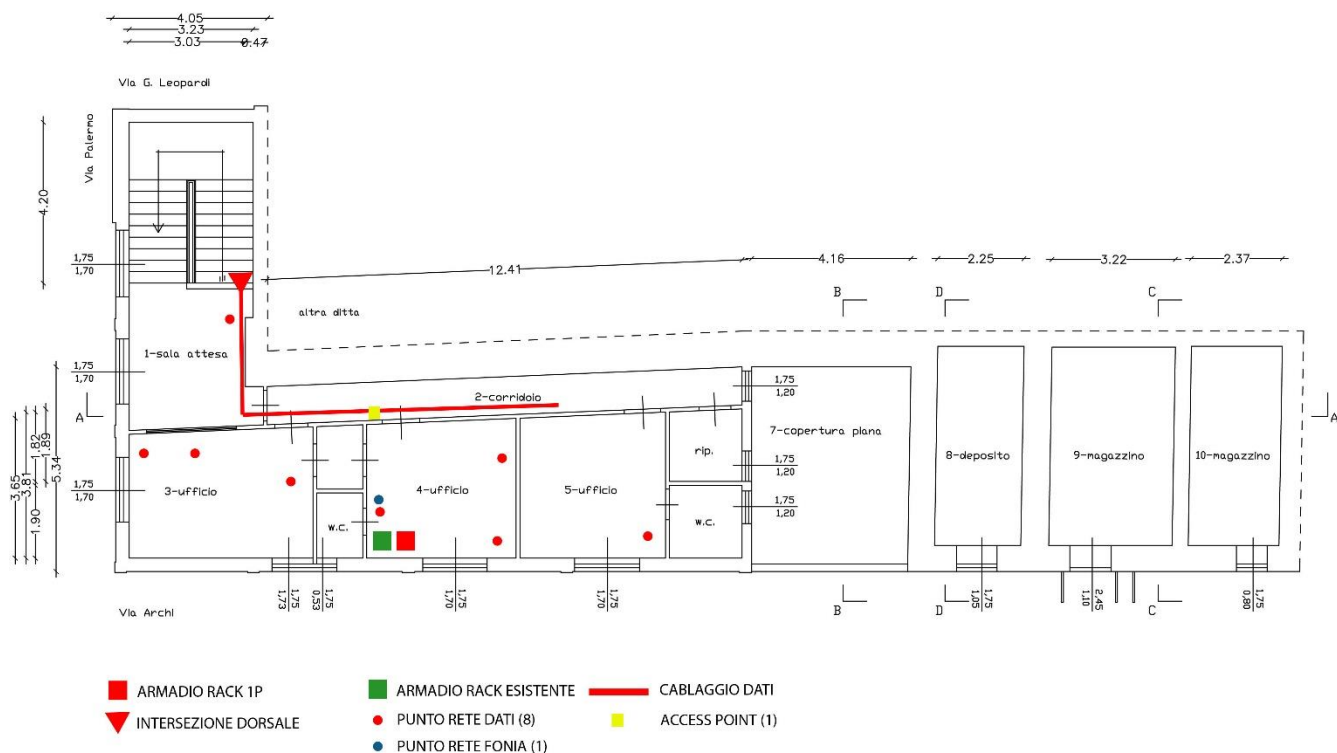 4.05
3.23
3.03
0.47
Via G. Leopardi
Via Palermo
4.20
1,75
1,70
12.41
4.16
2.25
3.22
2.37
B
D
C
altra ditta
1-sala attesa
1,75
1,70
2-corridoio
1,75
1,20
A
A
7-copertura piana
3.65
3.81
1.82
1.89
5.34
1.90
3-ufficio
1,75
1,70
4-ufficio
5-ufficio
rip.
1,75
1,20
8-deposito
9-magazzino
10-magazzino
w.c.
w.c.
1,75
1,20
1,75
1,73
1,75
0,53
1,75
1,70
1,75
1,70
B
D
1,75
1,05
2,45
1,10
C
1,75
0,80
Via Archi
ARMADIO RACK 1P
ARMADIO RACK ESISTENTE
CABLAGGIO DATI
INTERSEZIONE DORSALE
PUNTO RETE DATI (8)
ACCESS POINT (1)
PUNTO RETE FONIA (1)